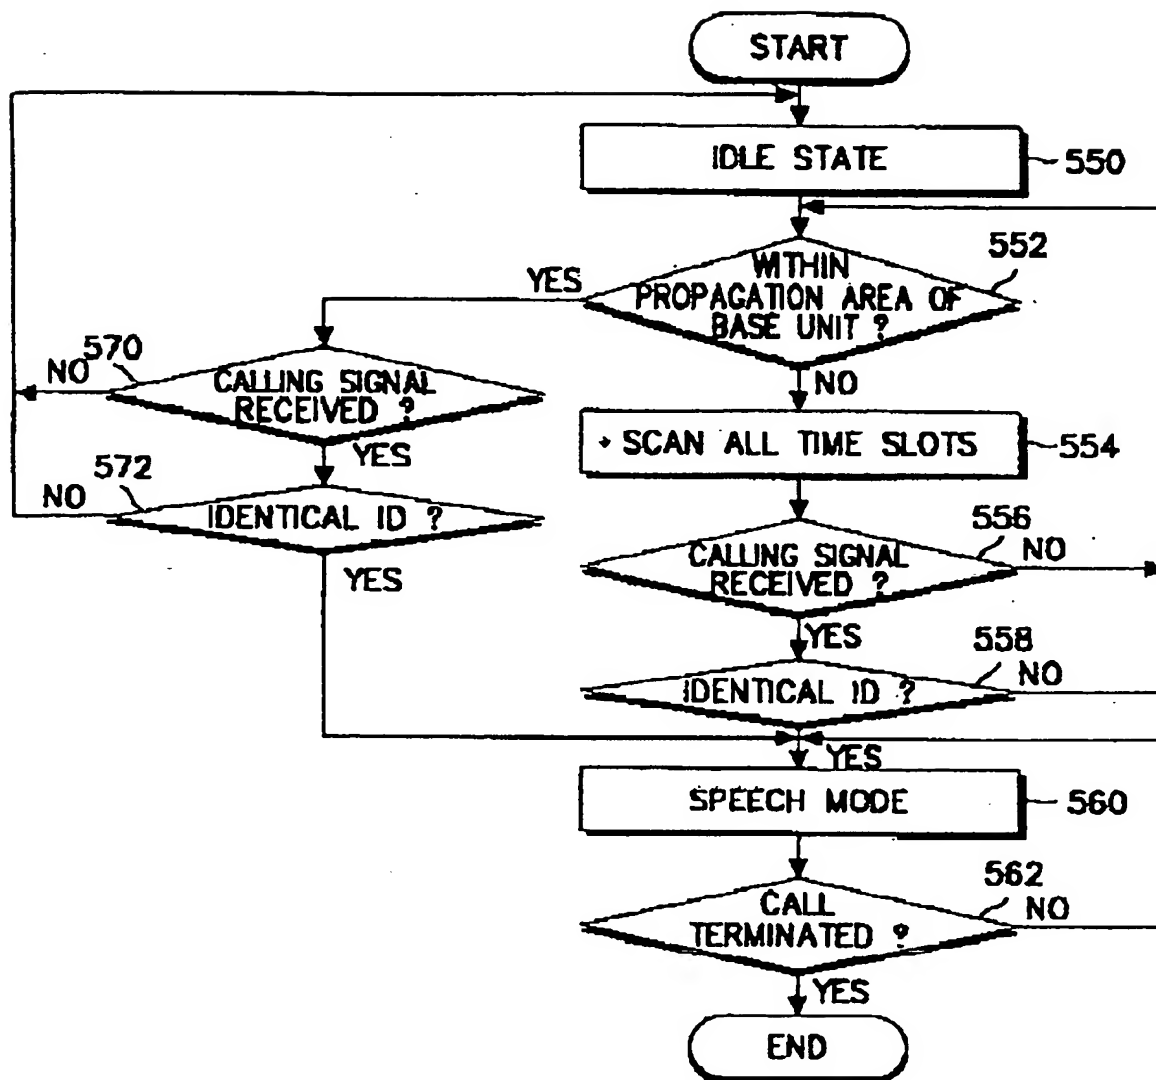 START
IDLE STATE
550
552
WITHIN
PROPAGATION AREA OF
BASE UNIT ?
YES
NO
570
NO
CALLING SIGNAL
RECEIVED ?
YES
SCAN ALL TIME SLOTS
554
572
NO
IDENTICAL ID ?
YES
556
CALLING SIGNAL
RECEIVED ?
NO
YES
558
IDENTICAL ID ?
NO
YES
SPEECH MODE
560
562
CALL
TERMINATED ?
NO
YES
END